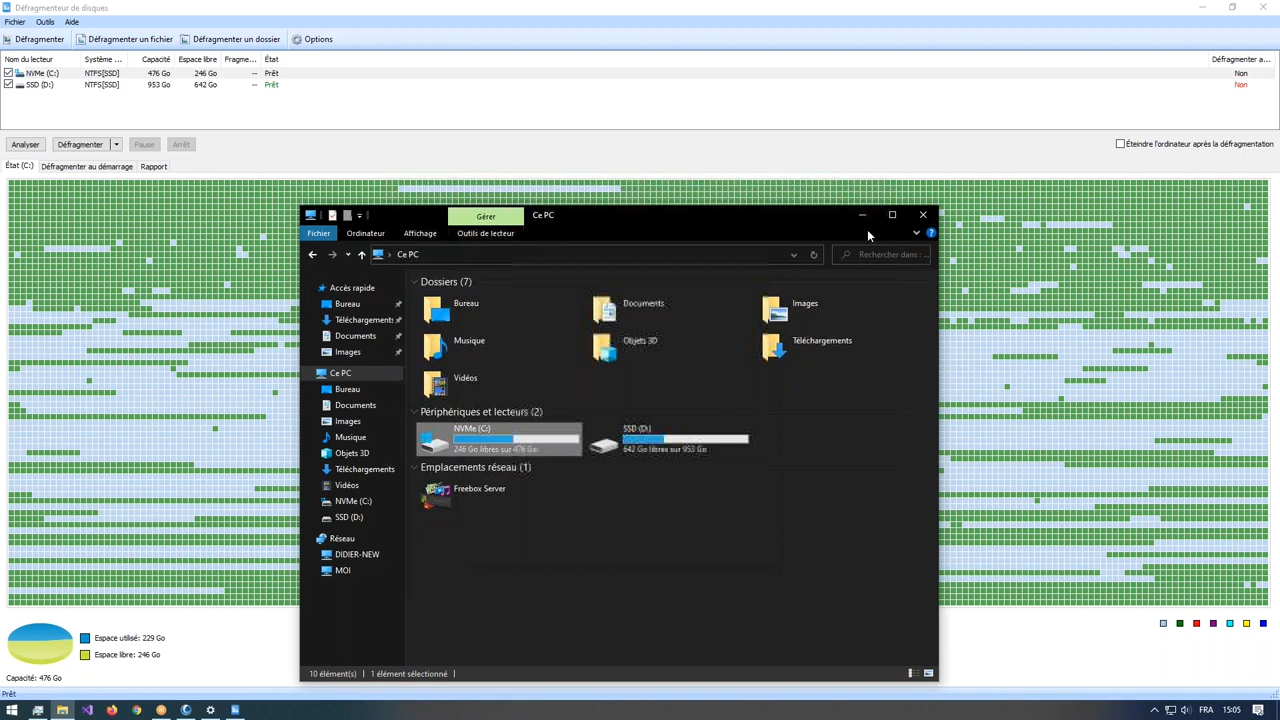 Défragmenteur de disques
Fichier Outils Aide
Défragmenter Défragmenter un fichier Défragmenter un dossier Options
Nom du lecteur Système ... Capacité Espace libre Fragme... État Défragmenter a...
NVMe (C:) NTFS[SSD] 476 Go 246 Go -- Prêt Non
SSD (D:) NTFS[SSD] 953 Go 642 Go -- Prêt Non
Analyser Défragmenter Pause Arrêt Éteindre l'ordinateur après la défragmentation
État (C:) Défragmenter au démarrage Rapport
Gérer Ce PC
Fichier Ordinateur Affichage Outils de lecteur
Ce PC Rechercher dans : ...
Dossiers (7)
Accès rapide
Bureau
Téléchargements
Documents
Images
Ce PC
Bureau
Documents
Images
Musique
Objets 3D
Téléchargements
Vidéos
NVMe (C:)
SSD (D:)
Réseau
DIDIER-NEW
MOI
Bureau Documents Images
Musique Objets 3D Téléchargements
Vidéos
Périphériques et lecteurs (2)
NVMe (C:) SSD (D:)
246 Go libres sur 476 Go 642 Go libres sur 953 Go
Emplacements réseau (1)
Freebox Server
10 élément(s) 1 élément sélectionné
Espace utilisé: 229 Go
Espace libre: 246 Go
Capacité: 476 Go
Prêt
FRA 15:05